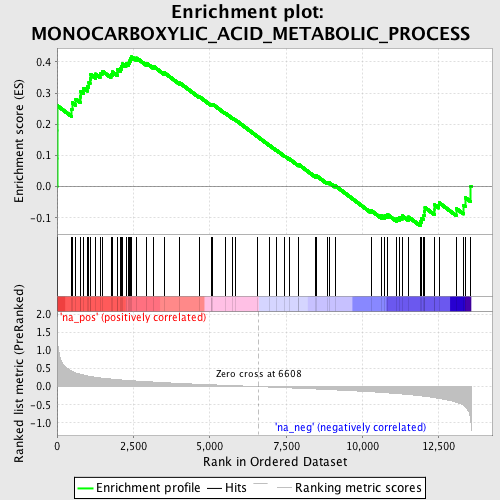 Enrichment plot:
MONOCARBOXYLIC_ACID_METABOLIC_PROCESS
Enrichment score (ES)
0.4
0.3
0.2
0.1
0.0
-0.1
Ranked list metric (PreRanked)
2.0
1.5
1.0
0.5
0.0
-0.5
-1.0
'na_pos' (positively correlated)
Zero cross at 6608
'na_neg' (negatively correlated)
0
2,500
5,000
7,500
10,000
12,500
Rank in Ordered Dataset
Enrichment profile
Hits
Ranking metric scores